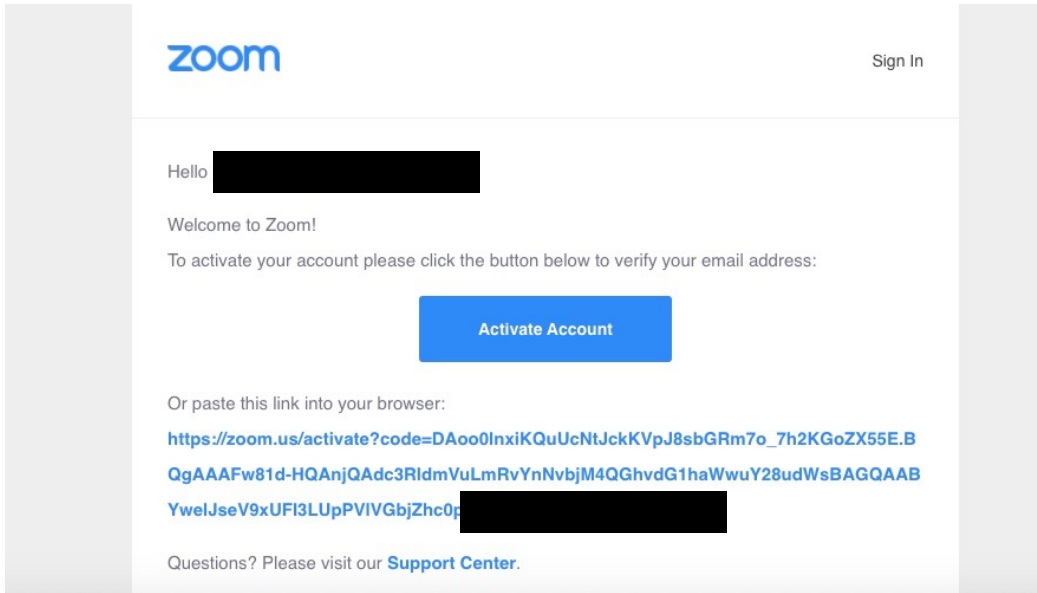 zoom
Sign In
Hello
Welcome to Zoom!
To activate your account please click the button below to verify your email address:
Activate Account
Or paste this link into your browser:
https://zoom.us/activate?code=DAoo0InxiKQuUcNtJckKVpJ8sbGRm7o_7h2KGoZX55E.B
QgAAAFw81d-HQAnjQAdc3RldmVuLmRvYnNvbjM4QGhvdG1haWwuY28udWsBAGQAAB
YwelJseV9xUFI3LUpPVlVGbjZhc0p
Questions? Please visit our Support Center.